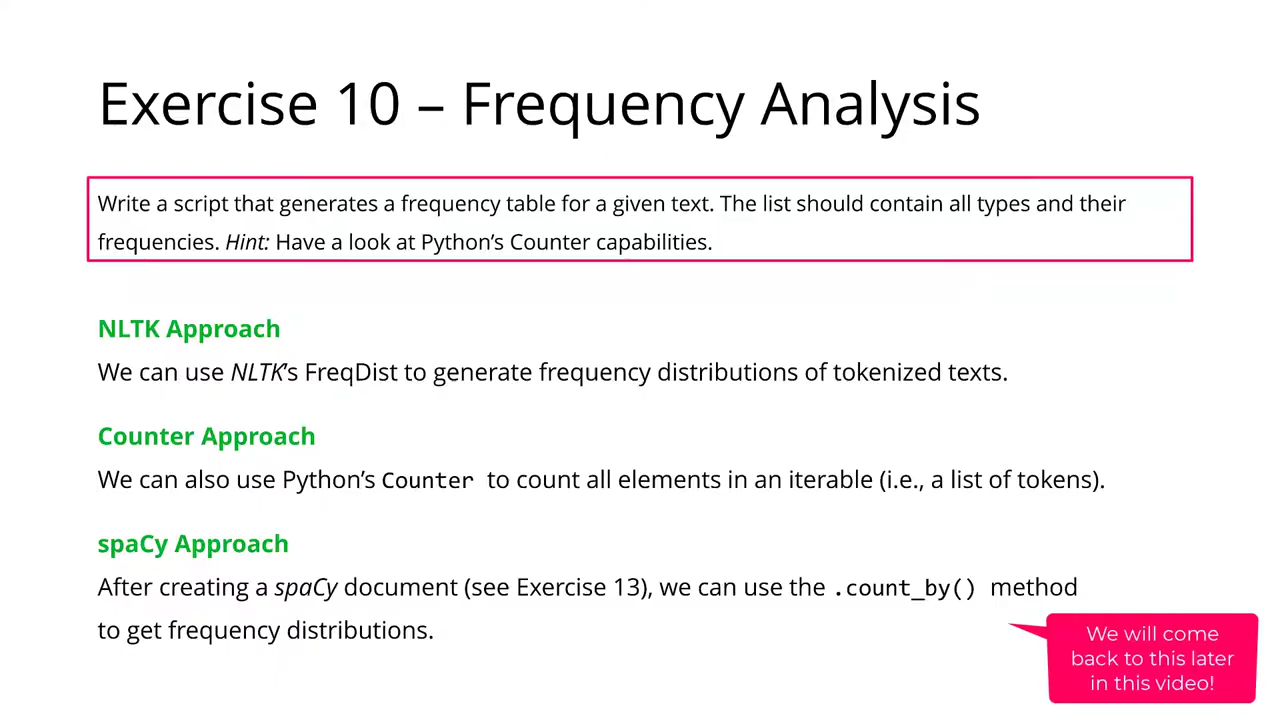 Exercise 10 – Frequency Analysis
Write a script that generates a frequency table for a given text. The list should contain all types and their
frequencies. Hint: Have a look at Python’s Counter capabilities.
NLTK Approach
We can use NLTK’s FreqDist to generate frequency distributions of tokenized texts.
Counter Approach
We can also use Python’s Counter to count all elements in an iterable (i.e., a list of tokens).
spaCy Approach
After creating a spaCy document (see Exercise 13), we can use the .count_by() method
to get frequency distributions.
We will come
back to this later
in this video!